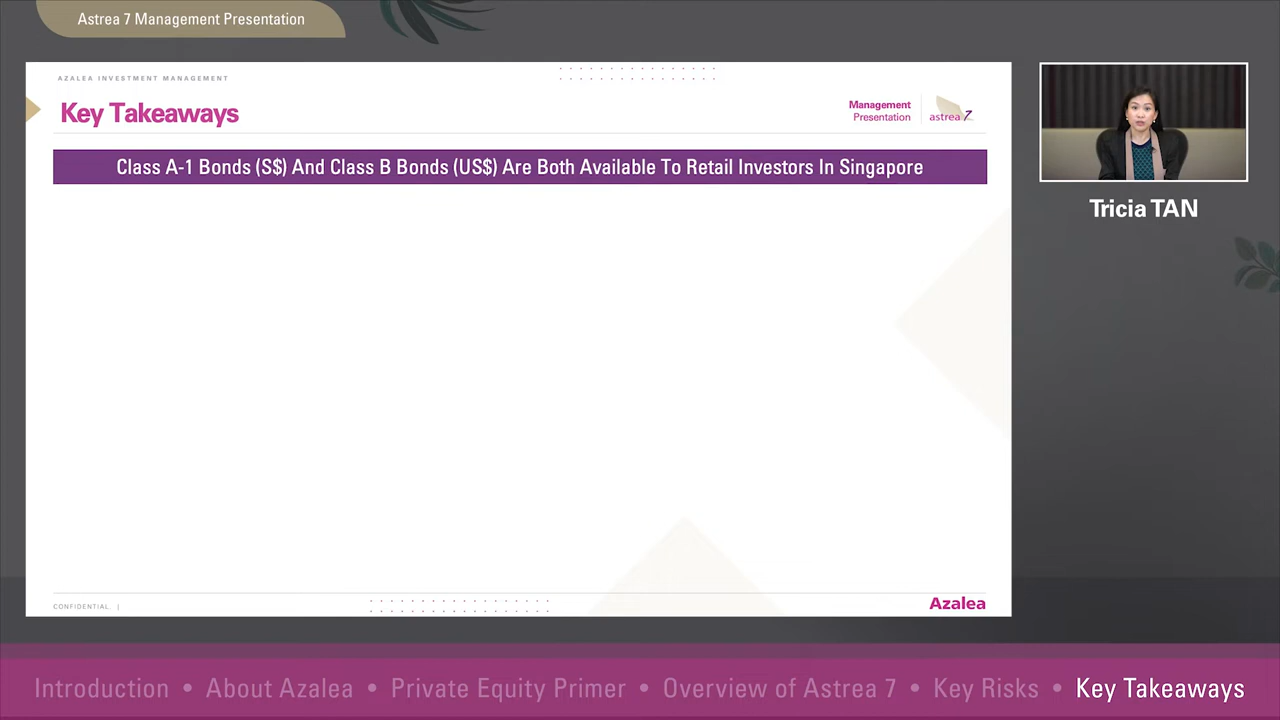 Astrea 7 Management Presentation
AZALEA INVESTMENT MANAGEMENT
Key Takeaways
Management
Presentation
astrea 7
Class A-1 Bonds (S$) And Class B Bonds (US$) Are Both Available To Retail Investors In Singapore
Tricia TAN
CONFIDENTIAL. |
Azalea
Introduction • About Azalea • Private Equity Primer • Overview of Astrea 7 • Key Risks • Key Takeaways